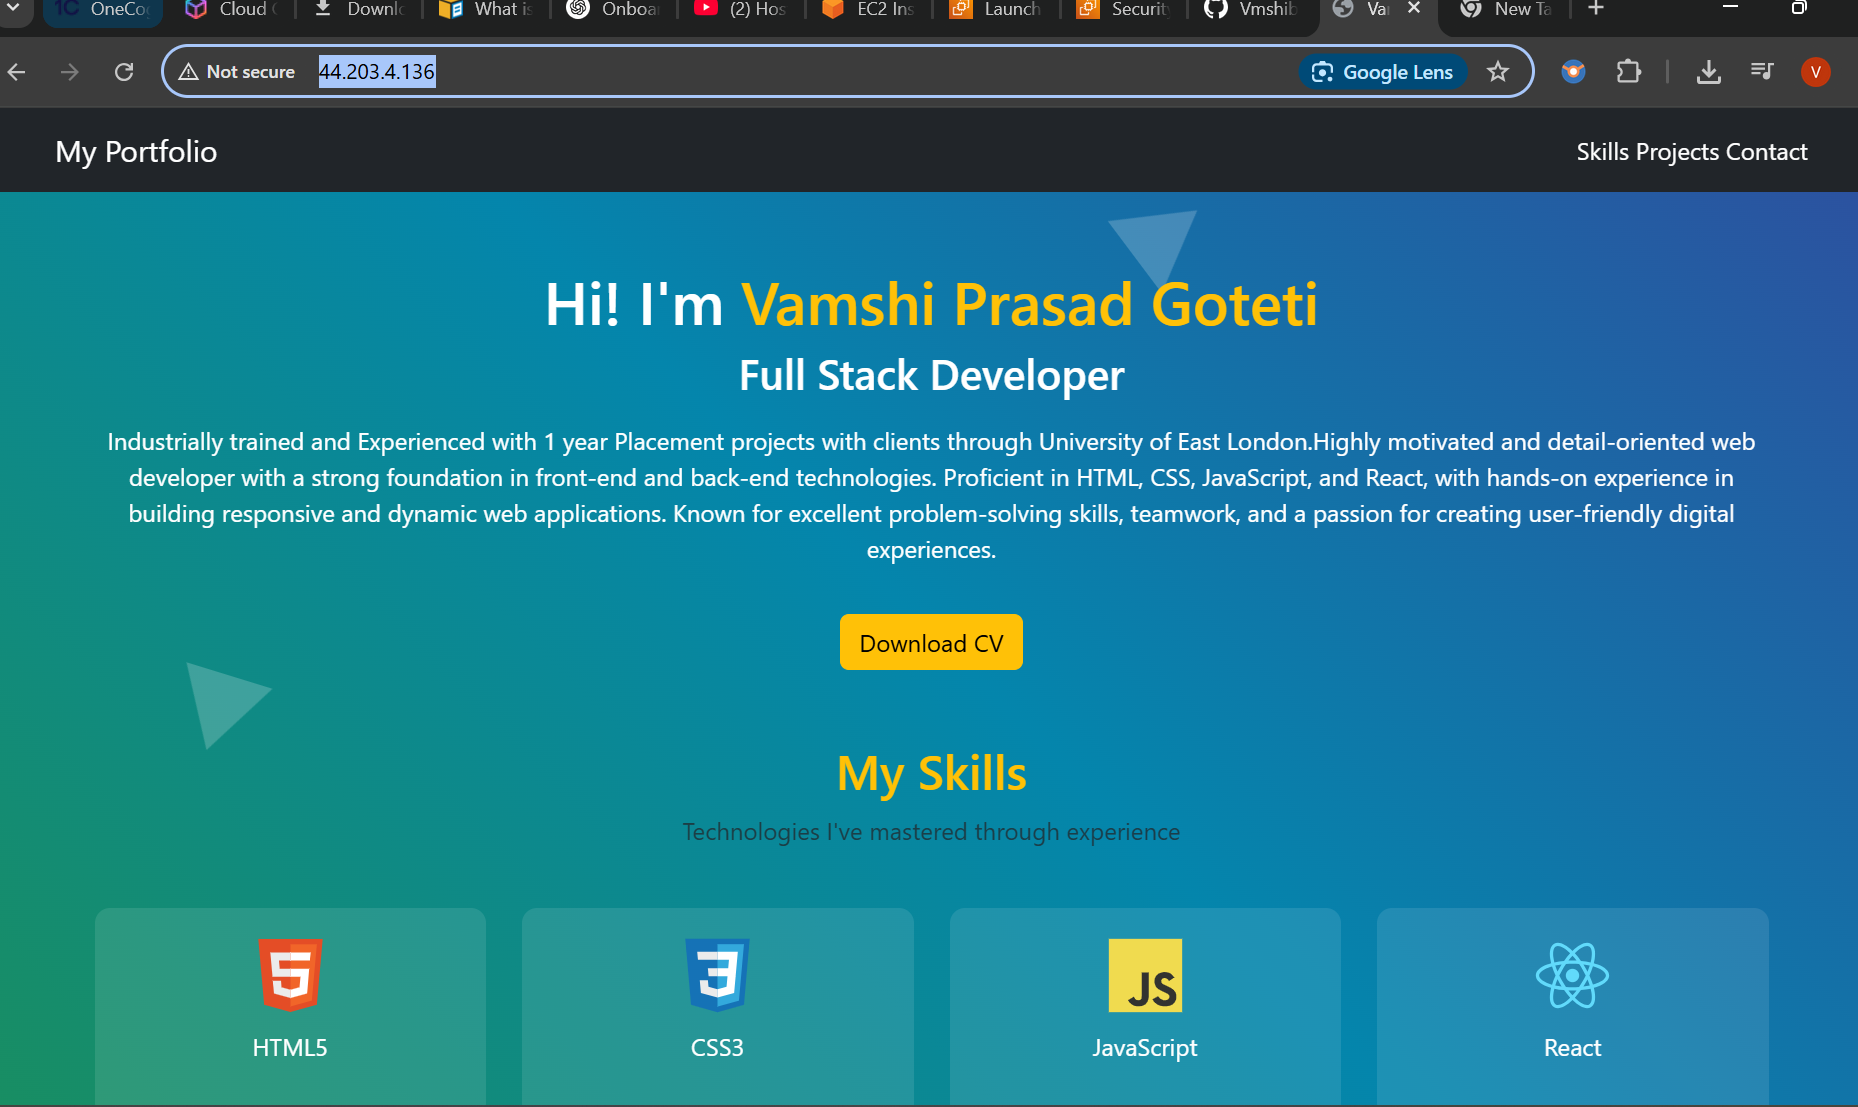 OneCo
Cloud
Downlo
What is
Onboa
(2) Hos
EC2 Ins
Launch
Securit
Vmshib
Va
New Ta
Not secure
44.203.4.136
Google Lens
V
My Portfolio
Skills Projects Contact
Hi! I'm Vamshi Prasad Goteti
Full Stack Developer
Industrially trained and Experienced with 1 year Placement projects with clients through University of East London.Highly motivated and detail-oriented web
developer with a strong foundation in front-end and back-end technologies. Proficient in HTML, CSS, JavaScript, and React, with hands-on experience in
building responsive and dynamic web applications. Known for excellent problem-solving skills, teamwork, and a passion for creating user-friendly digital
experiences.
Download CV
My Skills
Technologies I've mastered through experience
5
3
JS
HTML5
CSS3
JavaScript
React